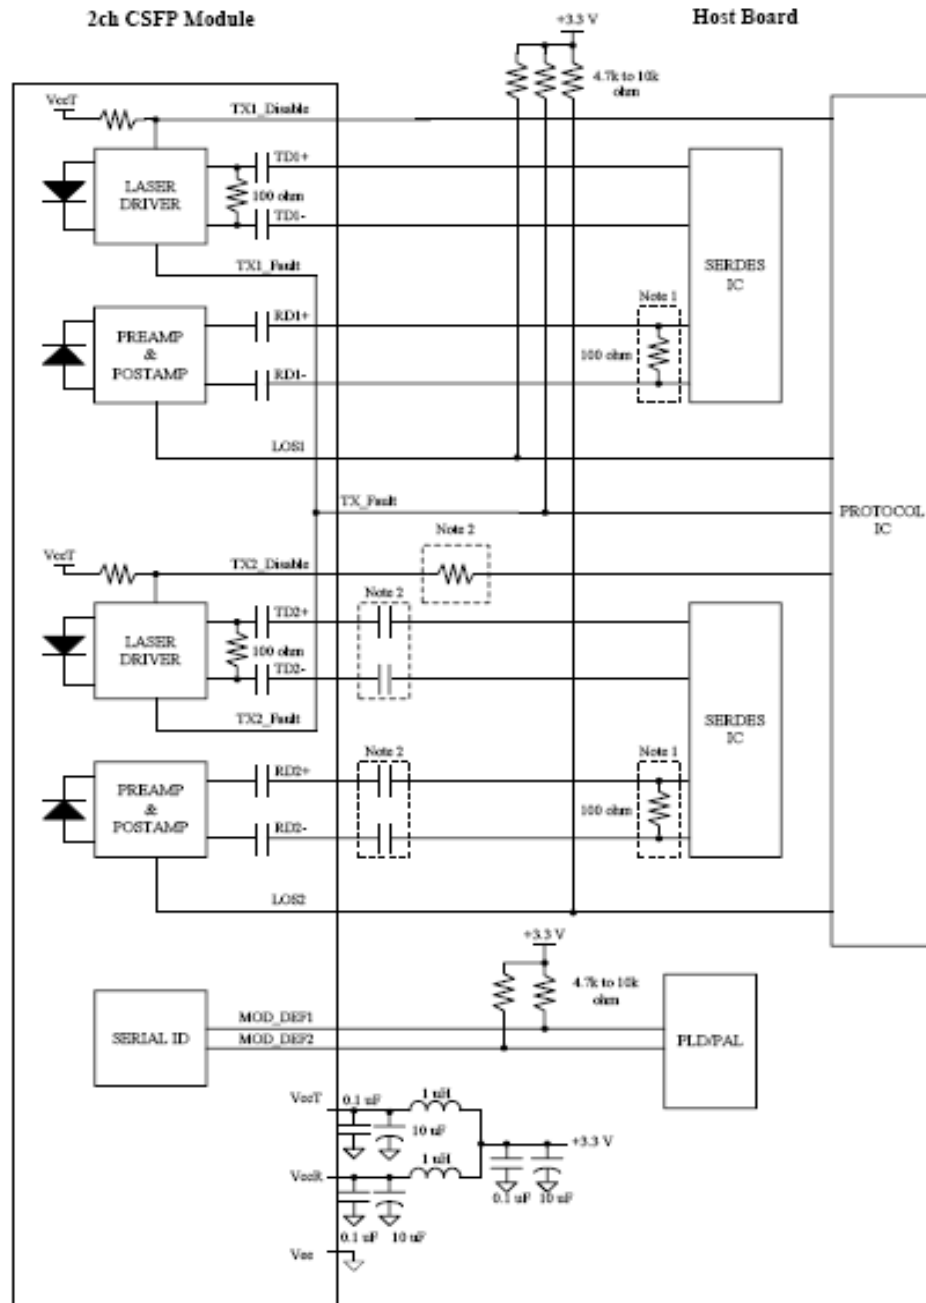 2ch CSFP Module
+3.3 V
Host Board
4.7k to 10k
ohm
VccT
TX1_Disable
LASER
DRIVER
TD1+
100 ohm
TD1-
TX1_Fault
SERDES
IC
Note 1
PREAMP
&
POSTAMP
RD1+
100 ohm
RD1-
LOS1
TX_Fault
PROTOCOL
IC
Note 2
VccT
TX2_Disable
Note 2
LASER
DRIVER
TD2+
100 ohm
TD2-
TX2_Fault
SERDES
IC
Note 2
Note 1
PREAMP
&
POSTAMP
RD2+
100 ohm
RD2-
LOS2
+3.3 V
4.7k to 10k
ohm
SERIAL ID
MOD_DEF1
MOD_DEF2
PLD/PAL
VccT
0.1 uF
1 uH
10 uF
+3.3 V
1 uH
VccR
0.1 uF
10 uF
0.1 uF
10 uF
Vee